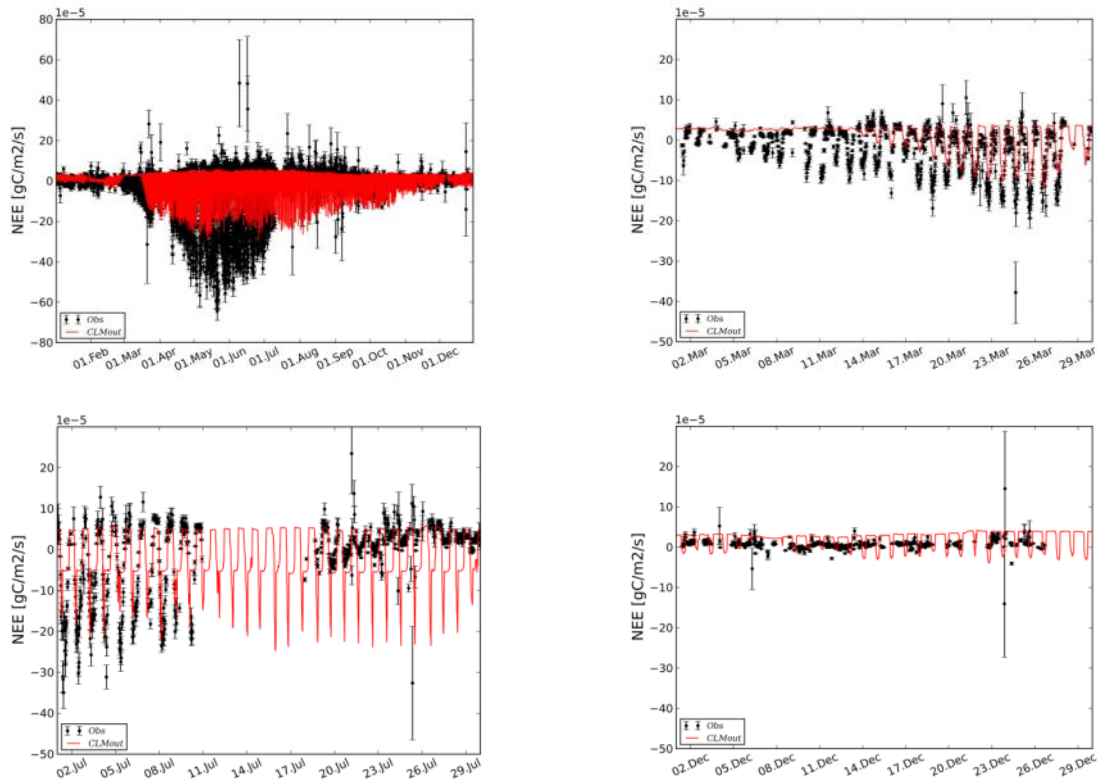 1e−5
80
60
40
20
0
−20
−40
−60
−80
NEE [gC/m2/s]
Obs
CLMout
01.Feb 01.Mar 01.Apr 01.May 01.Jun 01.Jul 01.Aug 01.Sep 01.Oct 01.Nov 01.Dec
1e−5
20
10
0
−10
−20
−30
−40
−50
NEE [gC/m2/s]
Obs
CLMout
02.Mar 05.Mar 08.Mar 11.Mar 14.Mar 17.Mar 20.Mar 23.Mar 26.Mar 29.Mar
1e−5
20
10
0
−10
−20
−30
−40
−50
NEE [gC/m2/s]
Obs
CLMout
02.Jul 05.Jul 08.Jul 11.Jul 14.Jul 17.Jul 20.Jul 23.Jul 26.Jul 29.Jul
1e−5
20
10
0
−10
−20
−30
−40
−50
NEE [gC/m2/s]
Obs
CLMout
02.Dec 05.Dec 08.Dec 11.Dec 14.Dec 17.Dec 20.Dec 23.Dec 26.Dec 29.Dec